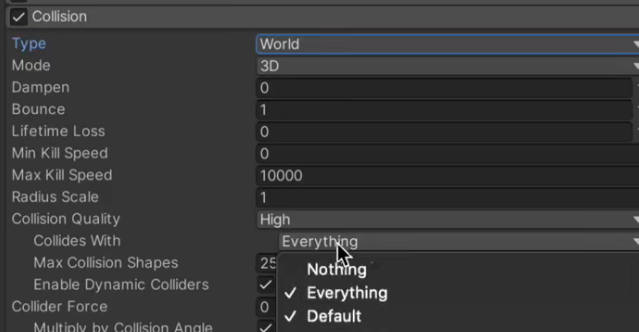 Collision
Type World
Mode 3D
Dampen 0
Bounce 1
Lifetime Loss 0
Min Kill Speed 0
Max Kill Speed 10000
Radius Scale 1
Collision Quality High
Collides With Everything
Max Collision Shapes 25
Nothing
Enable Dynamic Colliders
Everything
Collider Force 0
Default
Multiply by Collision Angle